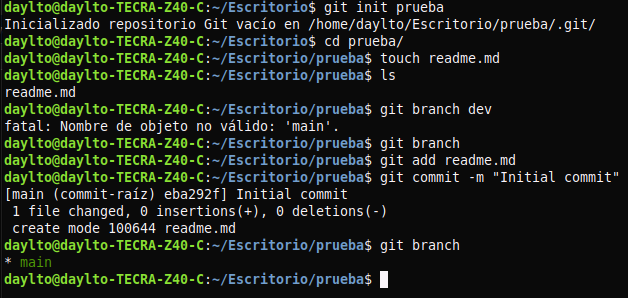 daylto@daylto-TECRA-Z40-C:~/Escritorio$ git init prueba
Inicializado repositorio Git vacío en /home/daylto/Escritorio/prueba/.git/
daylto@daylto-TECRA-Z40-C:~/Escritorio$ cd prueba/
daylto@daylto-TECRA-Z40-C:~/Escritorio/prueba$ touch readme.md
daylto@daylto-TECRA-Z40-C:~/Escritorio/prueba$ ls
readme.md
daylto@daylto-TECRA-Z40-C:~/Escritorio/prueba$ git branch dev
fatal: Nombre de objeto no válido: 'main'.
daylto@daylto-TECRA-Z40-C:~/Escritorio/prueba$ git branch
daylto@daylto-TECRA-Z40-C:~/Escritorio/prueba$ git add readme.md
daylto@daylto-TECRA-Z40-C:~/Escritorio/prueba$ git commit -m "Initial commit"
[main (commit-raíz) eba292f] Initial commit
 1 file changed, 0 insertions(+), 0 deletions(-)
 create mode 100644 readme.md
daylto@daylto-TECRA-Z40-C:~/Escritorio/prueba$ git branch
* main
daylto@daylto-TECRA-Z40-C:~/Escritorio/prueba$